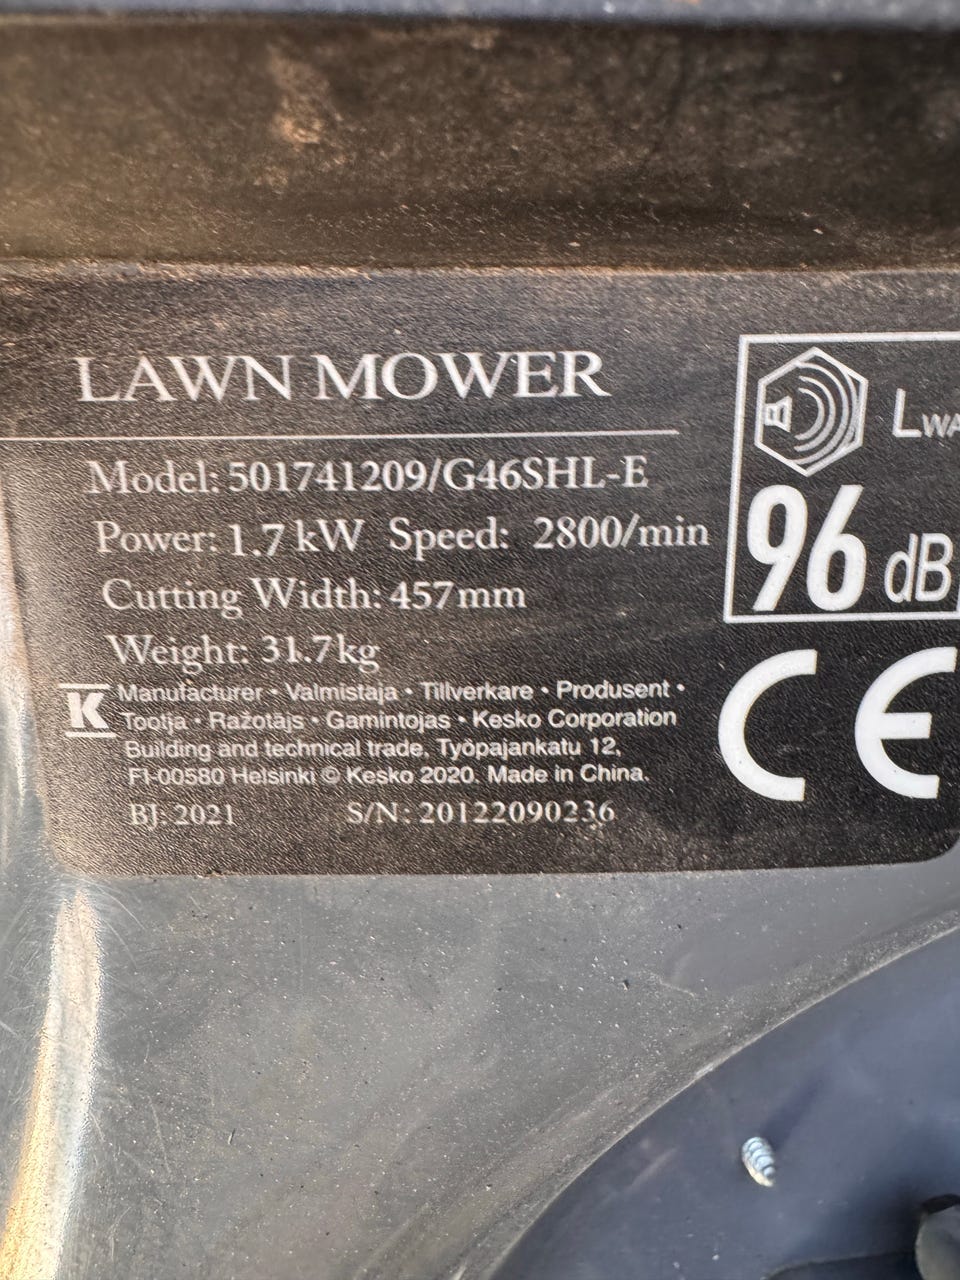 LAWN MOWER
Model: 501741209/G46SHL-E
Power: 1.7 kW Speed: 2800/min
Cutting Width: 457mm
Weight: 31.7kg
K
Manufacturer • Valmistaja • Tillverkare • Produsent •
Tootja • Ražotājs • Gamintojas • Kesko Corporation
Building and technical trade, Työpajankatu 12,
FI-00580 Helsinki © Kesko 2020. Made in China.
BJ: 2021 S/N: 20122090236
LWA
96 dB
CE